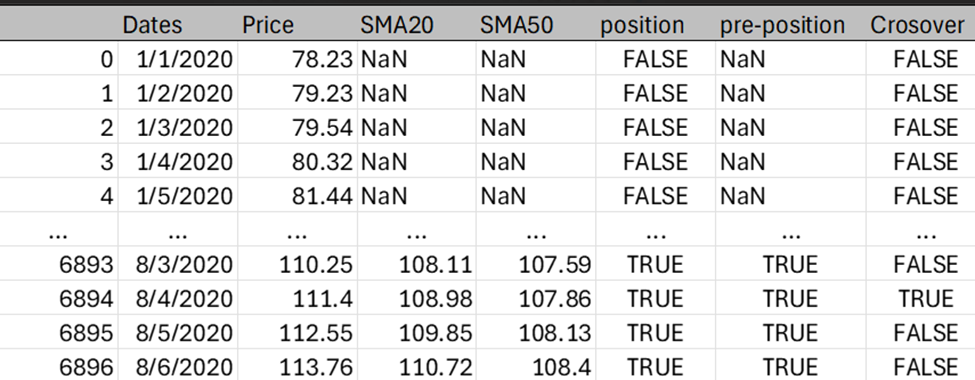 Dates Price SMA20 SMA50 position pre-position Crosover
0 1/1/2020 78.23 NaN NaN FALSE NaN FALSE
1 1/2/2020 79.23 NaN NaN FALSE NaN FALSE
2 1/3/2020 79.54 NaN NaN FALSE NaN FALSE
3 1/4/2020 80.32 NaN NaN FALSE NaN FALSE
4 1/5/2020 81.44 NaN NaN FALSE NaN FALSE
... ... ... ... ... ... ... ...
6893 8/3/2020 110.25 108.11 107.59 TRUE TRUE FALSE
6894 8/4/2020 111.4 108.98 107.86 TRUE TRUE TRUE
6895 8/5/2020 112.55 109.85 108.13 TRUE TRUE FALSE
6896 8/6/2020 113.76 110.72 108.4 TRUE TRUE FALSE